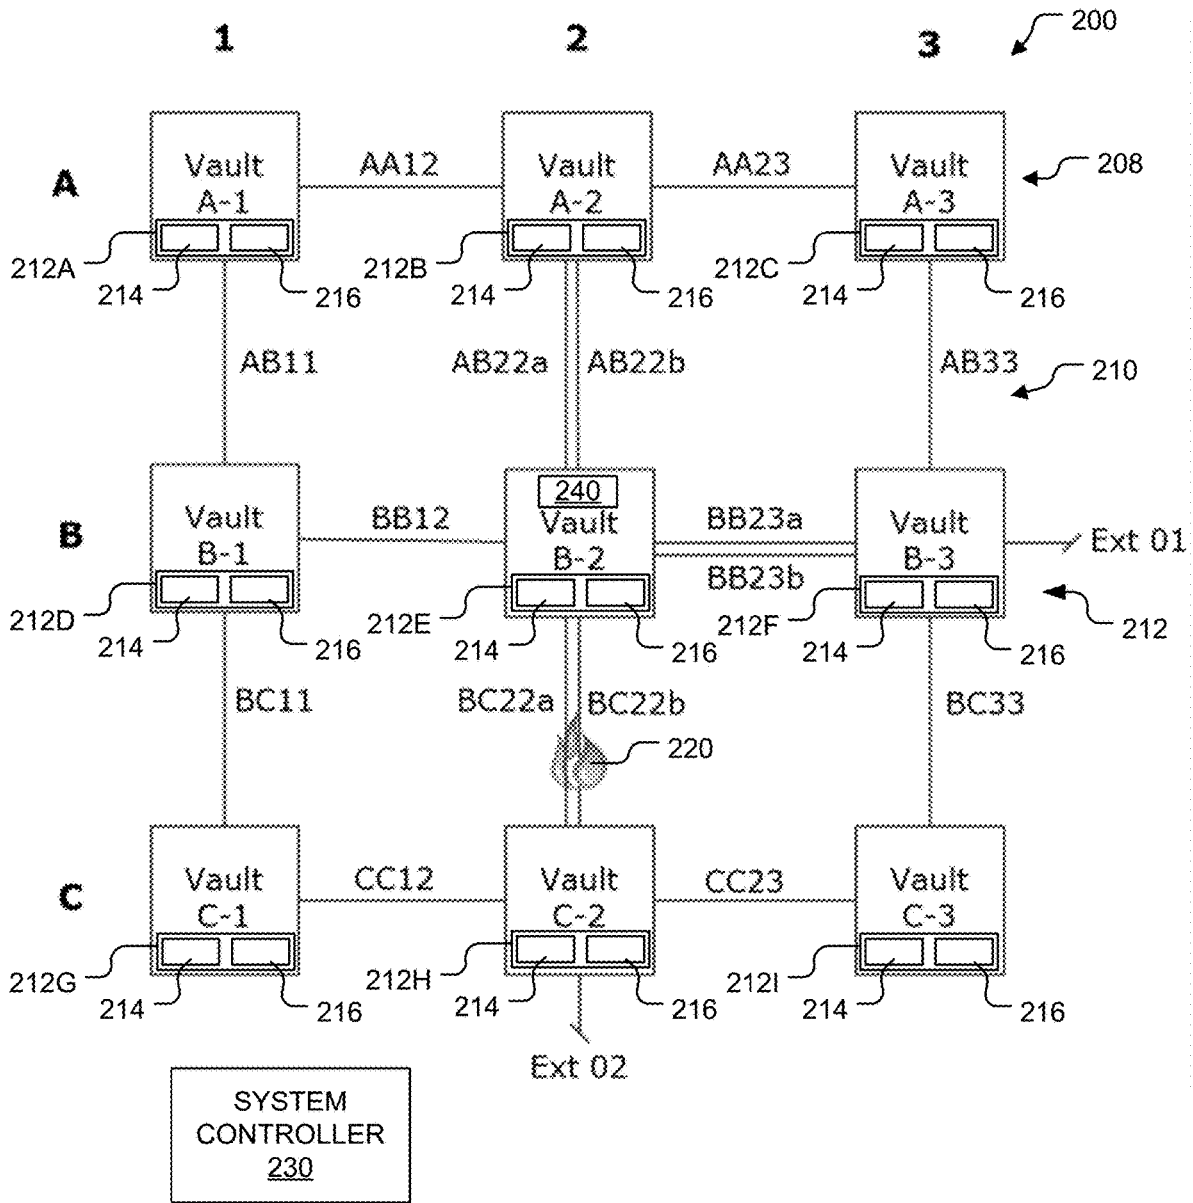 1 2 3 200
A Vault A-1 AA12 Vault A-2 AA23 Vault A-3 208
212A 214 216 212B 214 216 212C 214 216
AB11 AB22a AB22b AB33 210
240
B Vault B-1 BB12 Vault B-2 BB23a BB23b Vault B-3 Ext 01
212D 214 216 212E 214 216 212F 214 216 212
BC11 BC22a BC22b BC33
220
C Vault C-1 CC12 Vault C-2 CC23 Vault C-3
212G 214 216 212H 214 216 212I 214 216
Ext 02
SYSTEM
CONTROLLER
230